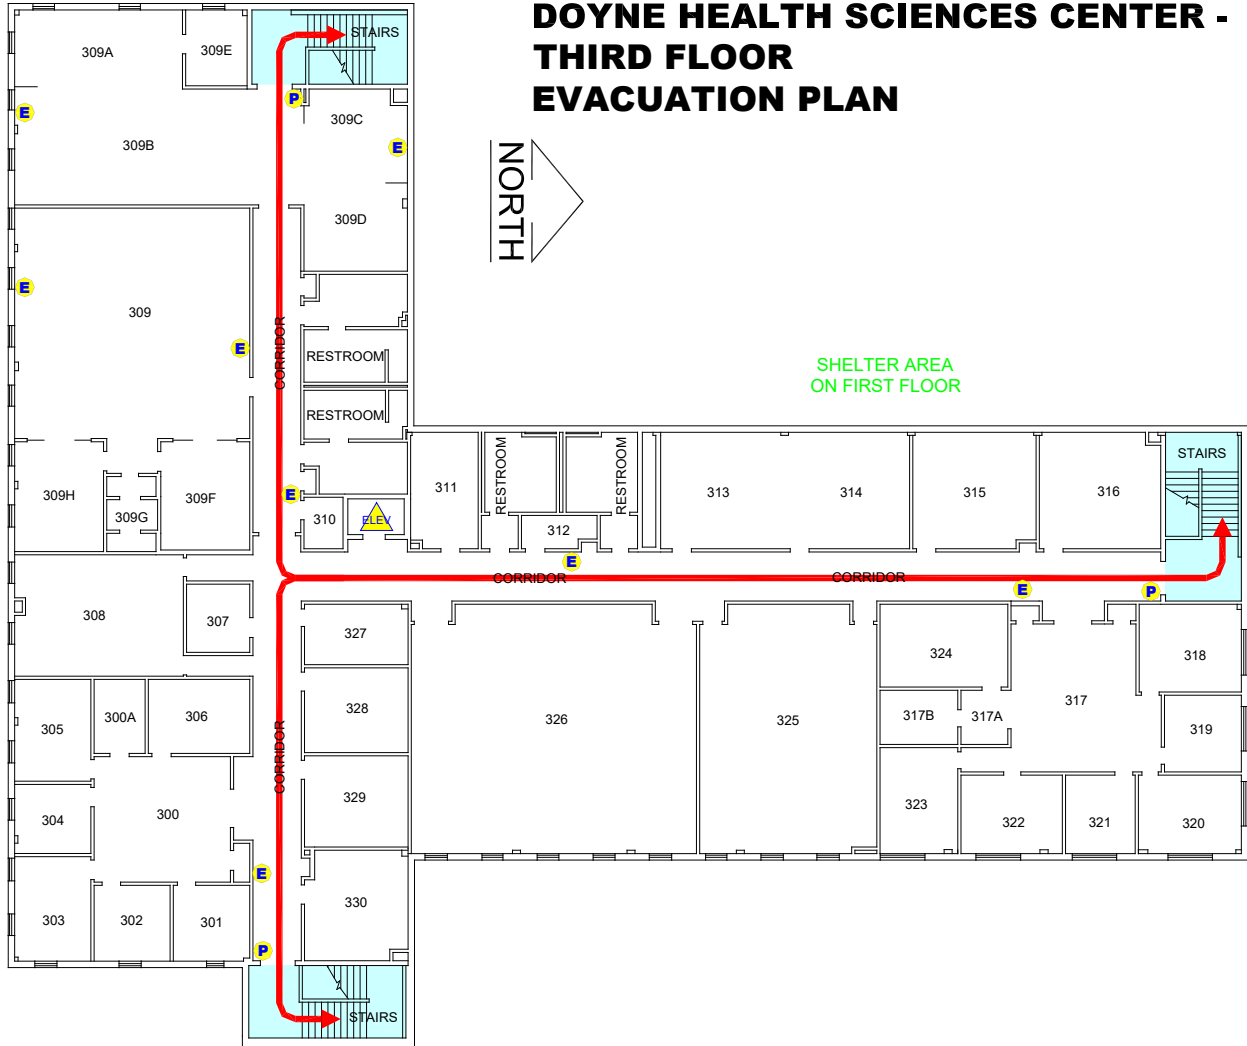 DOYNE HEALTH SCIENCES CENTER -
THIRD FLOOR
EVACUATION PLAN
NORTH
SHELTER AREA
ON FIRST FLOOR
309A
309E
STAIRS
P
E
309C
309B
E
309D
E
309
E
CORRIDOR
RESTROOM
RESTROOM
309H
309G
309F
E
310
ELEV
311
RESTROOM
312
RESTROOM
313
314
315
316
STAIRS
E
CORRIDOR
CORRIDOR
E
P
308
307
327
328
329
330
326
325
324
317B
317A
317
318
319
320
321
322
323
305
300A
306
CORRIDOR
304
300
303
302
301
E
P
STAIRS